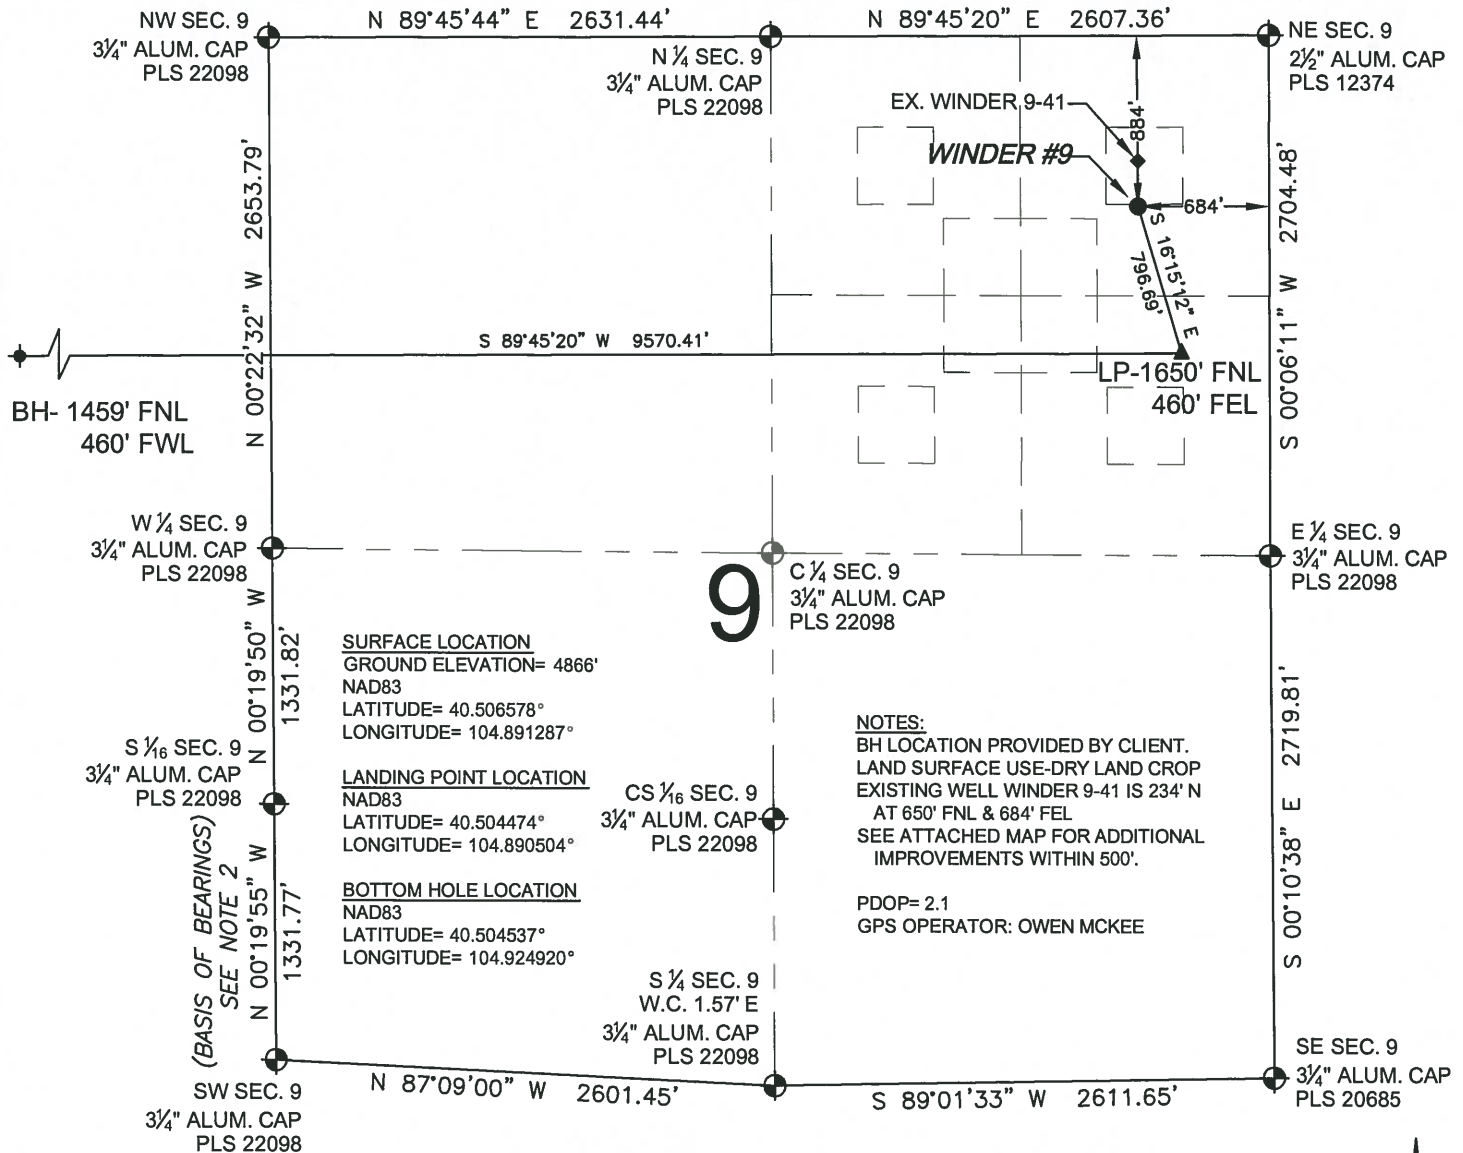 NW SEC. 9
3¼" ALUM. CAP
PLS 22098
N 89°45'44" E 2631.44'
N ¼ SEC. 9
3¼" ALUM. CAP
PLS 22098
N 89°45'20" E 2607.36'
NE SEC. 9
2½" ALUM. CAP
PLS 12374
EX. WINDER 9-41
WINDER #9
884'
684'
S 16°15'12" E
796.69'
N 00°22'32" W 2653.79'
S 00°06'11" W 2704.48'
S 89°45'20" W 9570.41'
BH- 1459' FNL
460' FWL
LP-1650' FNL
460' FEL
W ¼ SEC. 9
3¼" ALUM. CAP
PLS 22098
9
C ¼ SEC. 9
3¼" ALUM. CAP
PLS 22098
E ¼ SEC. 9
3¼" ALUM. CAP
PLS 22098
N 00°19'50" W
1331.82'
SURFACE LOCATION
GROUND ELEVATION= 4866'
NAD83
LATITUDE= 40.506578°
LONGITUDE= 104.891287°
LANDING POINT LOCATION
NAD83
LATITUDE= 40.504474°
LONGITUDE= 104.890504°
BOTTOM HOLE LOCATION
NAD83
LATITUDE= 40.504537°
LONGITUDE= 104.924920°
NOTES:
BH LOCATION PROVIDED BY CLIENT.
LAND SURFACE USE-DRY LAND CROP
EXISTING WELL WINDER 9-41 IS 234' N
AT 650' FNL & 684' FEL
SEE ATTACHED MAP FOR ADDITIONAL
IMPROVEMENTS WITHIN 500'.
PDOP= 2.1
GPS OPERATOR: OWEN MCKEE
S 00°10'38" E 2719.81'
S 1/16 SEC. 9
3¼" ALUM. CAP
PLS 22098
CS 1/16 SEC. 9
3¼" ALUM. CAP
PLS 22098
(BASIS OF BEARINGS)
SEE NOTE 2
N 00°19'55" W
1331.77'
S ¼ SEC. 9
W.C. 1.57' E
3¼" ALUM. CAP
PLS 22098
SW SEC. 9
3¼" ALUM. CAP
PLS 22098
N 87°09'00" W 2601.45'
S 89°01'33" W 2611.65'
SE SEC. 9
3¼" ALUM. CAP
PLS 20685